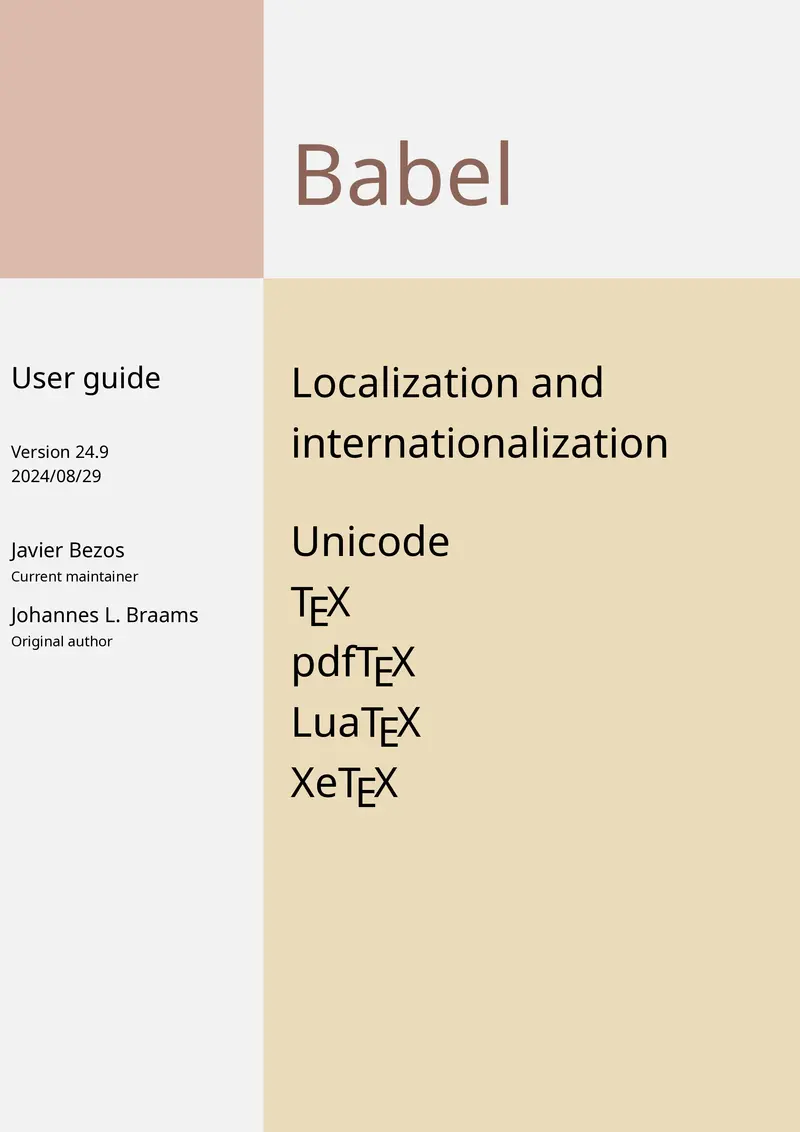 Babel
User guide
Version 24.9
2024/08/29
Javier Bezos
Current maintainer
Johannes L. Braams
Original author
Localization and
internationalization
Unicode
TEX
pdfTEX
LuaTEX
XeTEX